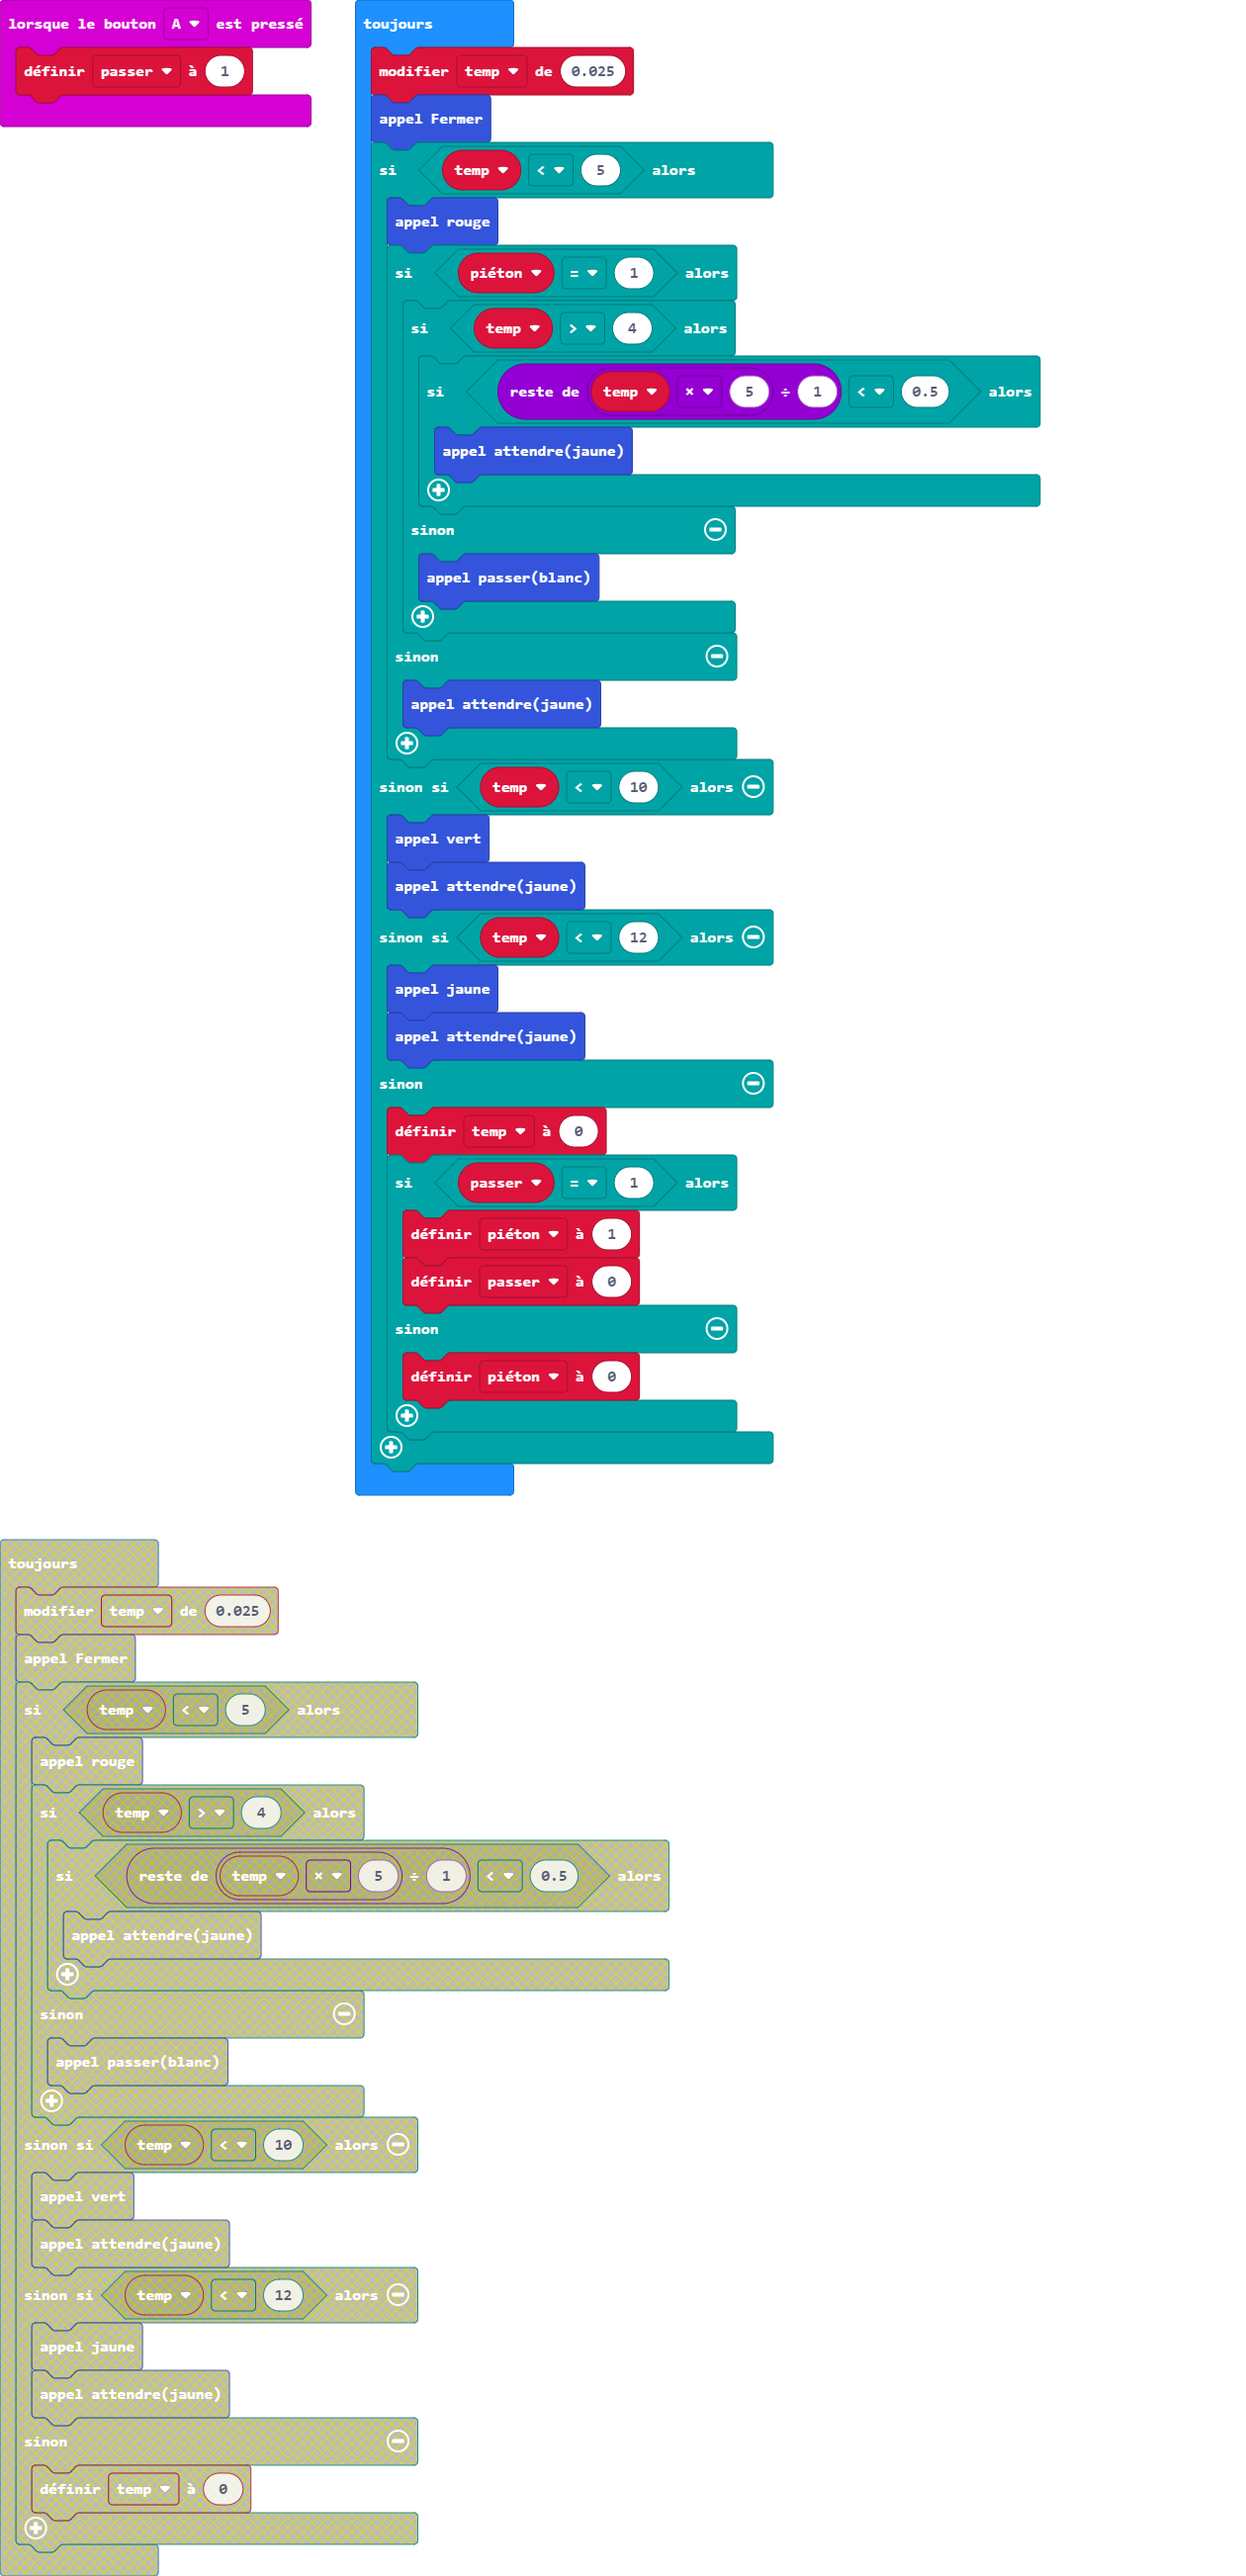 lorsque le bouton A est pressé
définir passer à 1
toujours
modifier temp de 0.025
appel Fermer
si temp < 5 alors
appel rouge
si piéton = 1 alors
si temp > 4 alors
si reste de temp × 5 ÷ 1 < 0.5 alors
appel attendre(jaune)
sinon
appel passer(blanc)
sinon
appel attendre(jaune)
sinon si temp < 10 alors
appel vert
appel attendre(jaune)
sinon si temp < 12 alors
appel jaune
appel attendre(jaune)
sinon
définir temp à 0
si passer = 1 alors
définir piéton à 1
définir passer à 0
sinon
définir piéton à 0
toujours
modifier temp de 0.025
appel Fermer
si temp < 5 alors
appel rouge
si temp > 4 alors
si reste de temp × 5 ÷ 1 < 0.5 alors
appel attendre(jaune)
sinon
appel passer(blanc)
sinon si temp < 10 alors
appel vert
appel attendre(jaune)
sinon si temp < 12 alors
appel jaune
appel attendre(jaune)
sinon
définir temp à 0